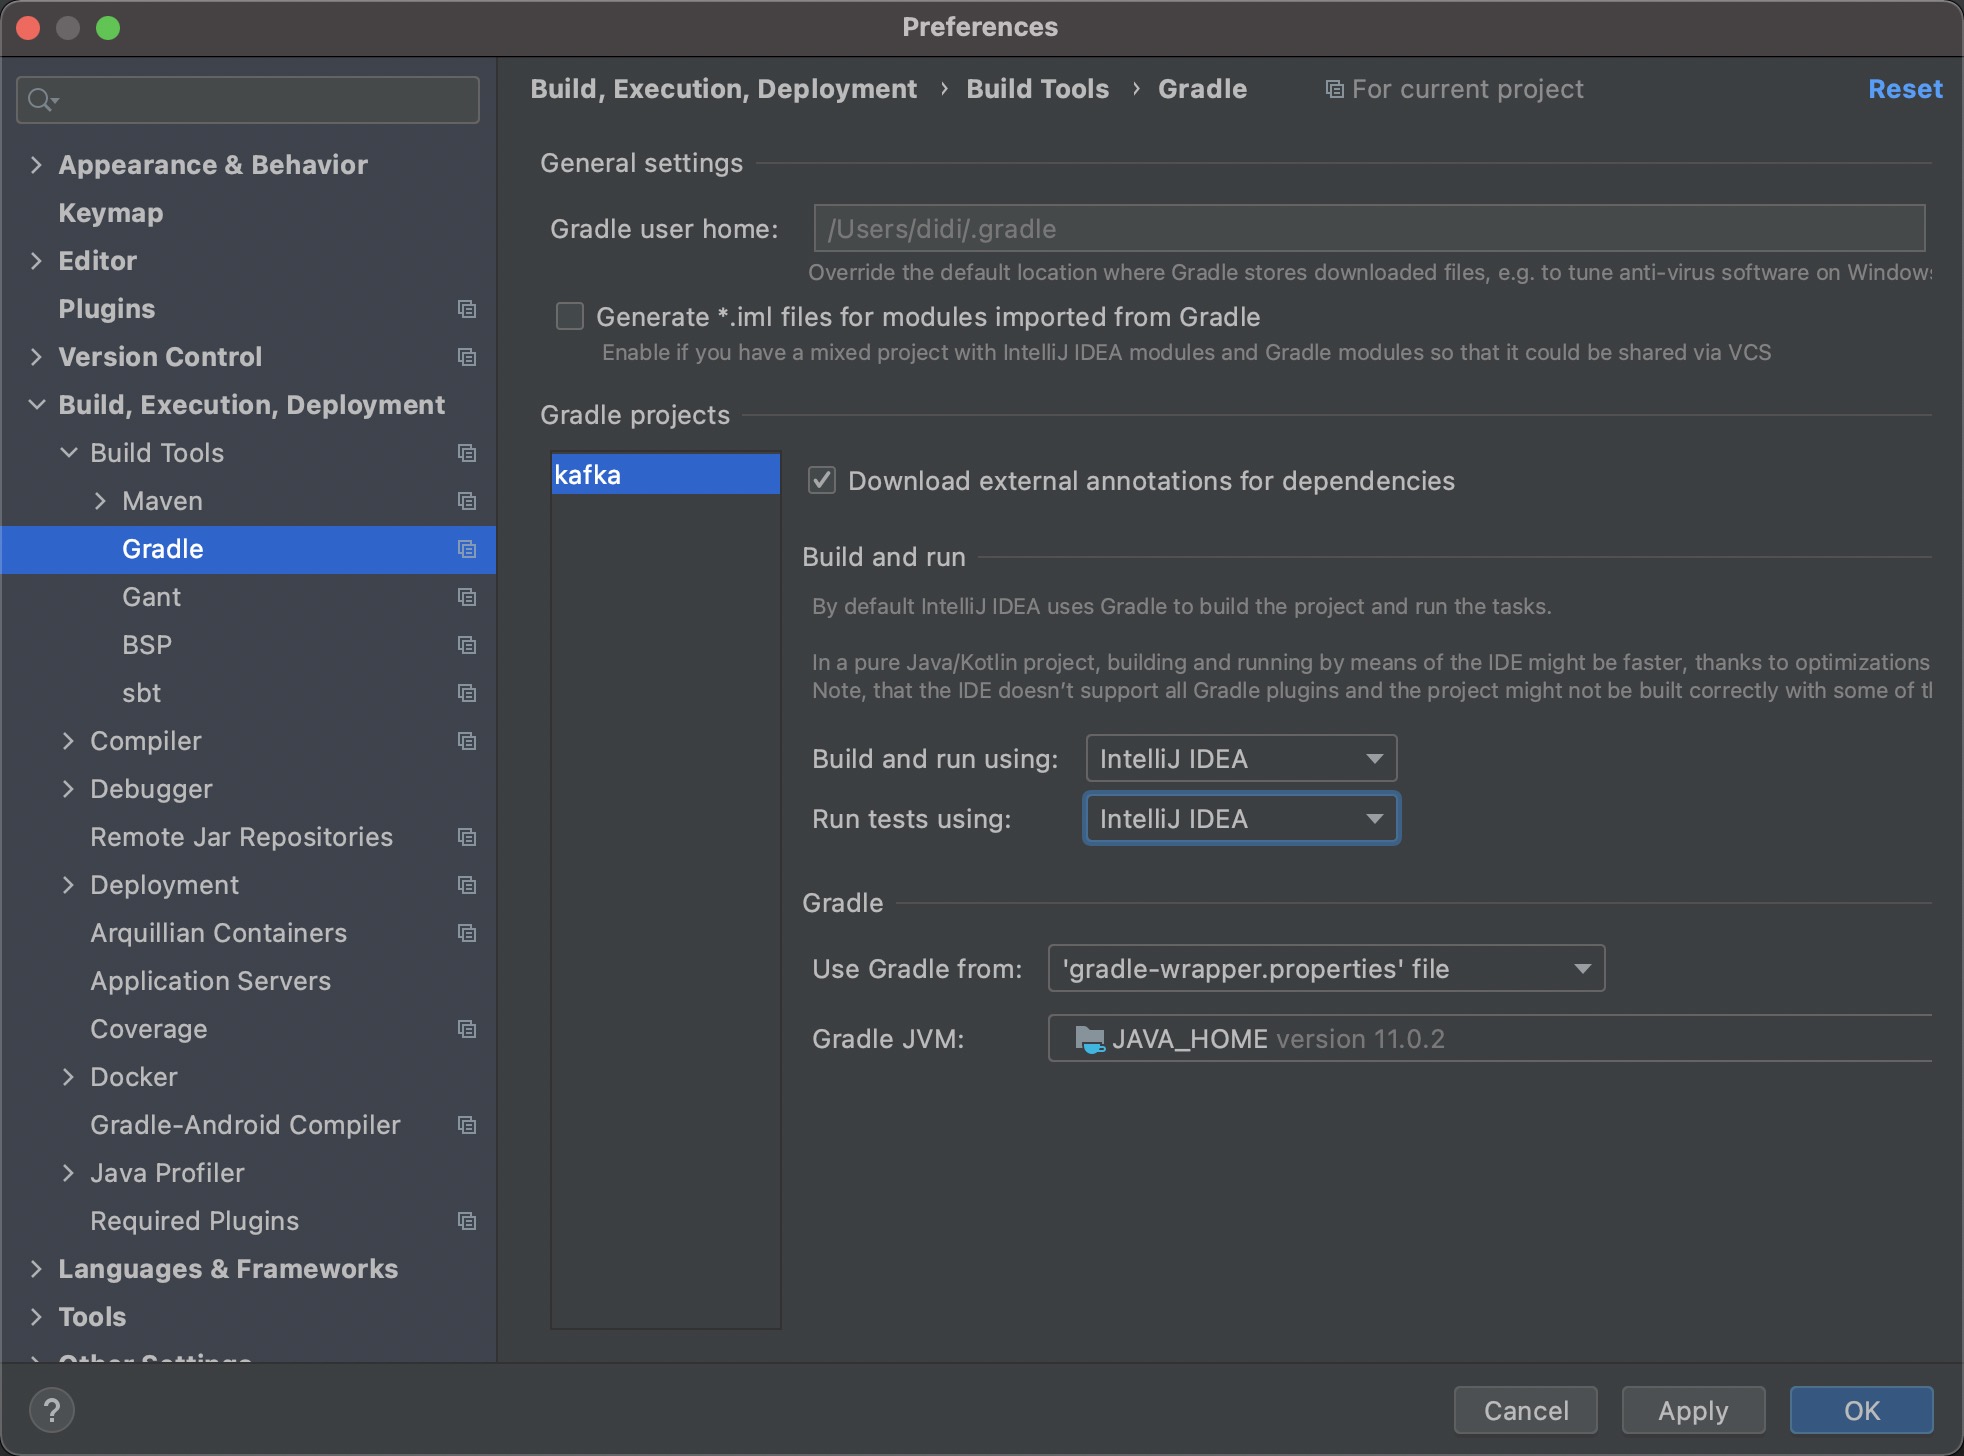 Preferences
Appearance & Behavior
Keymap
Editor
Plugins
Version Control
Build, Execution, Deployment
Build Tools
Maven
Gradle
Gant
BSP
sbt
Compiler
Debugger
Remote Jar Repositories
Deployment
Arquillian Containers
Application Servers
Coverage
Docker
Gradle-Android Compiler
Java Profiler
Required Plugins
Languages & Frameworks
Tools
Other Settings
Build, Execution, Deployment › Build Tools › Gradle For current project Reset
General settings
Gradle user home: /Users/didi/.gradle
Override the default location where Gradle stores downloaded files, e.g. to tune anti-virus software on Windows
Generate *.iml files for modules imported from Gradle
Enable if you have a mixed project with IntelliJ IDEA modules and Gradle modules so that it could be shared via VCS
Gradle projects
kafka
Download external annotations for dependencies
Build and run
By default IntelliJ IDEA uses Gradle to build the project and run the tasks.
In a pure Java/Kotlin project, building and running by means of the IDE might be faster, thanks to optimizations
Note, that the IDE doesn't support all Gradle plugins and the project might not be built correctly with some of
Build and run using: IntelliJ IDEA
Run tests using: IntelliJ IDEA
Gradle
Use Gradle from: 'gradle-wrapper.properties' file
Gradle JVM: JAVA_HOME version 11.0.2
?
Cancel Apply OK